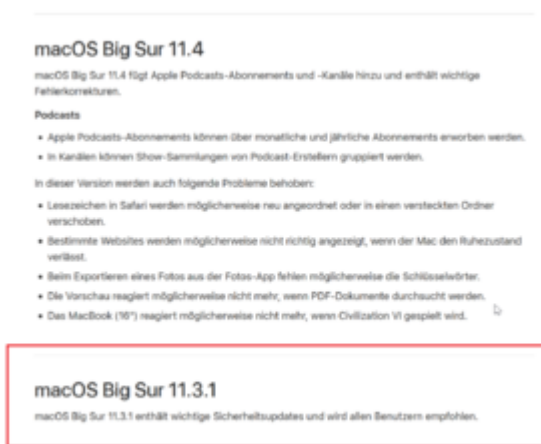 macOS Big Sur 11.4
macOS Big Sur 11.4 fügt Apple Podcasts-Abonnements und -Kanäle hinzu und enthält wichtige
Fehlerkorrekturen.
Podcasts
• Apple Podcasts-Abonnements können über monatliche und jährliche Abonnements erworben werden.
• In Kanälen können Show-Sammlungen von Podcast-Erstellern gruppiert werden.
In dieser Version werden auch folgende Probleme behoben:
• Lesezeichen in Safari werden möglicherweise neu angeordnet oder in einen versteckten Ordner
verschoben.
• Bestimmte Websites werden möglicherweise nicht richtig angezeigt, wenn der Mac den Ruhezustand
verlässt.
• Beim Exportieren eines Fotos aus der Fotos-App fehlen möglicherweise die Schlüsselwörter.
• Die Vorschau reagiert möglicherweise nicht mehr, wenn PDF-Dokumente durchsucht werden.
• Das MacBook (16") reagiert möglicherweise nicht mehr, wenn Civilization VI gespielt wird.
macOS Big Sur 11.3.1
macOS Big Sur 11.3.1 enthält wichtige Sicherheitsupdates und wird allen Benutzern empfohlen.